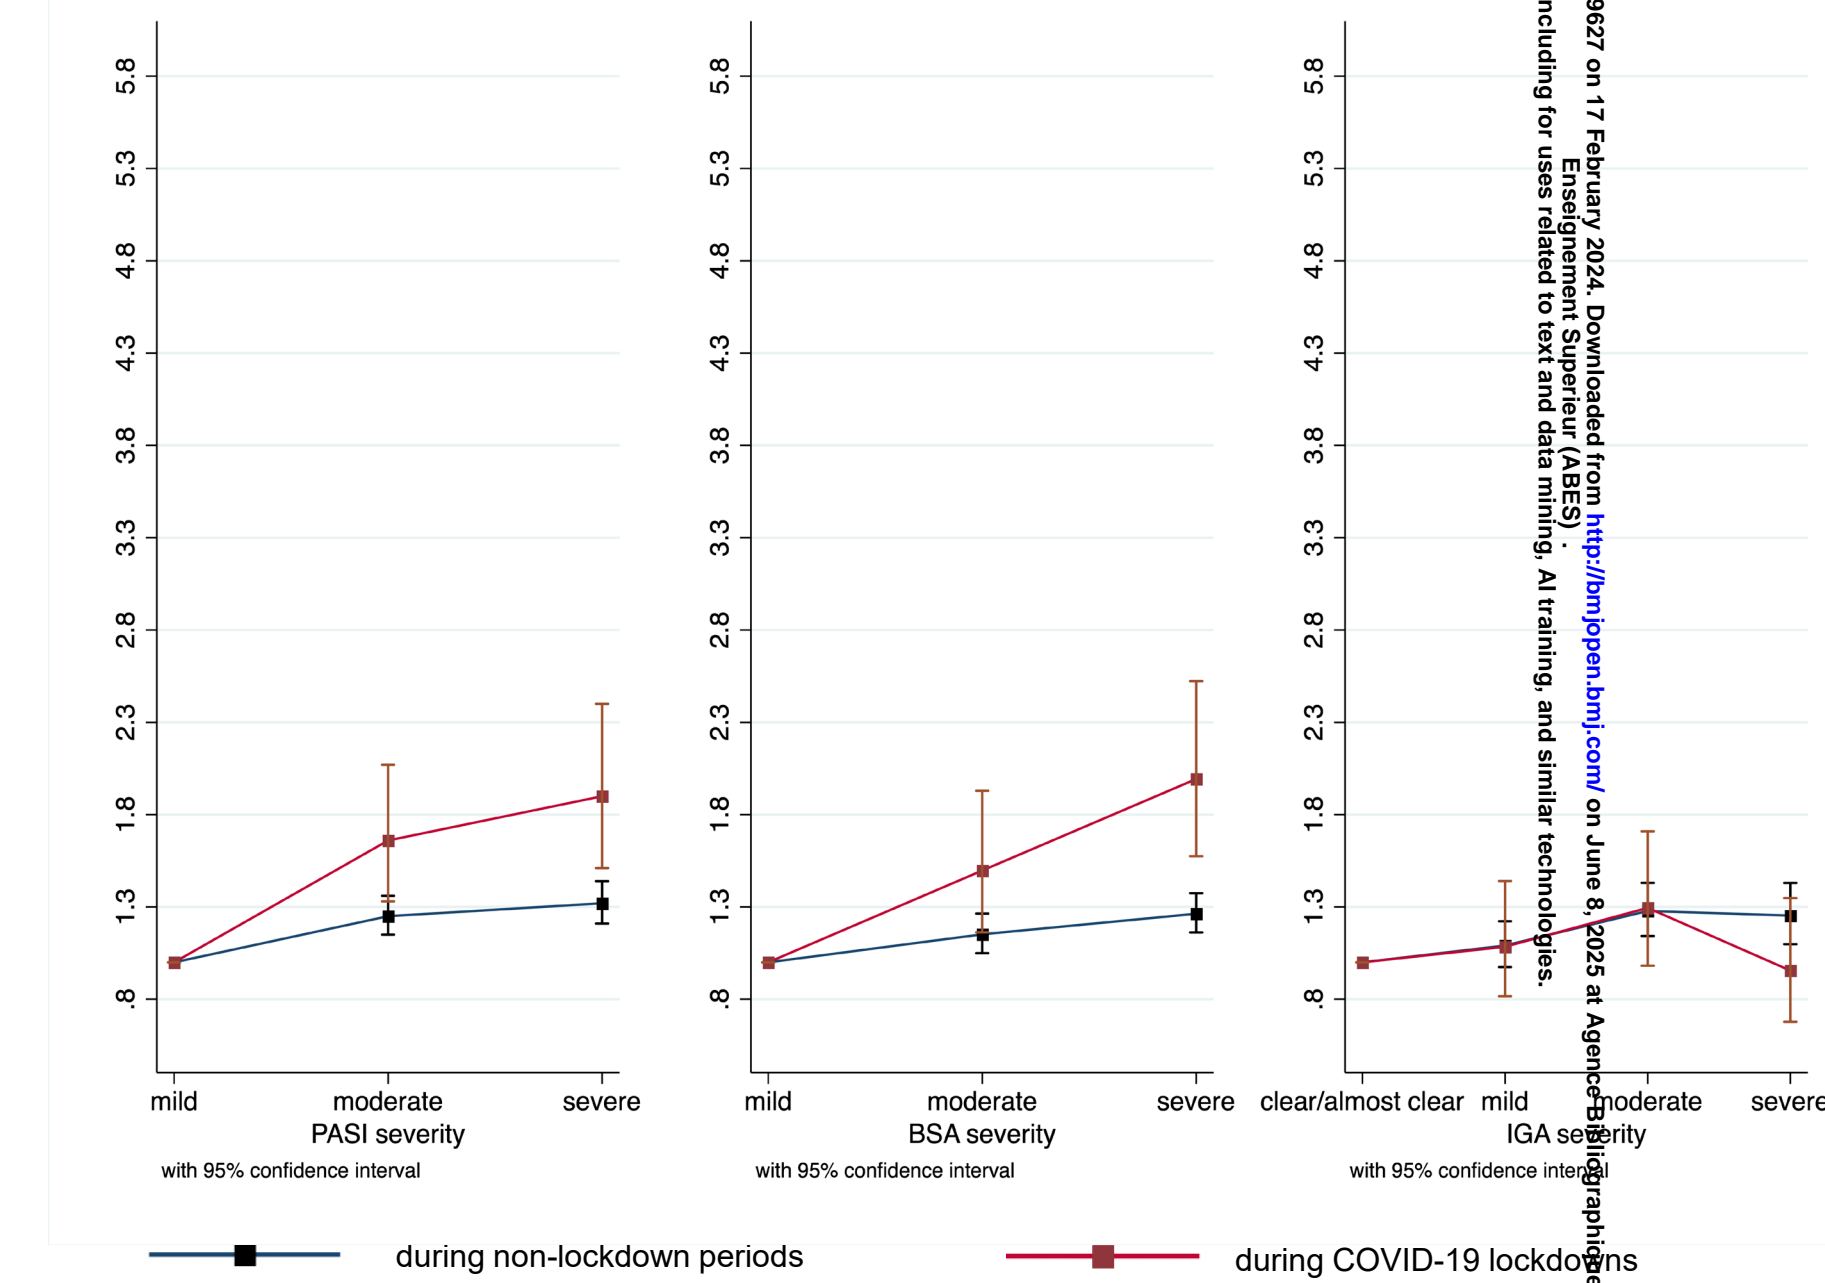 5.8
5.3
4.8
4.3
3.8
3.3
2.8
2.3
1.8
1.3
.8
mild moderate severe
PASI severity
with 95% confidence interval
5.8
5.3
4.8
4.3
3.8
3.3
2.8
2.3
1.8
1.3
.8
mild moderate severe
BSA severity
with 95% confidence interval
5.8
5.3
4.8
4.3
3.8
3.3
2.8
2.3
1.8
1.3
.8
clear/almost clear mild moderate severe
IGA severity
with 95% confidence interval
during non-lockdown periods
during COVID-19 lockdowns
9627 on 17 February 2024. Downloaded from http://bmjopen.bmj.com/ on June 8, 2025 at Agence Bibliographique
Enseignement Superieur (ABES) .
ncluding for uses related to text and data mining, AI training, and similar technologies.